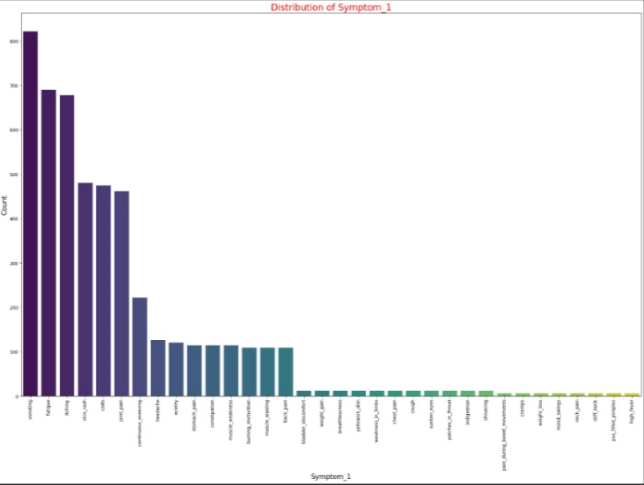 Distribution of Symptom_1
Count
800
700
600
500
400
300
200
100
0
vomiting
fatigue
itching
skin_rash
chills
joint_pain
continuous_sneezing
headache
acidity
stomach_pain
constipation
muscle_weakness
burning_micturition
muscle_wasting
back_pain
bladder_discomfort
weight_gain
breathlessness
yellowish_skin
weakness_in_limbs
chest_pain
cough
sunken_eyes
patches_in_throat
indigestion
shivering
pain_during_bowel_movements
cramps
weight_loss
mood_swings
neck_pain
stiff_neck
pus_filled_pimples
high_fever
Symptom_1